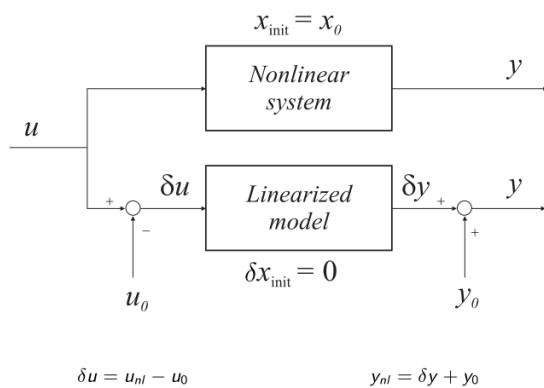 x_init = x_0
Nonlinear
system
y
u
+
δu
−
Linearized
model
δy
+
y
+
u_0
δx_init = 0
y_0
δu = u_nl − u_0
y_nl = δy + y_0